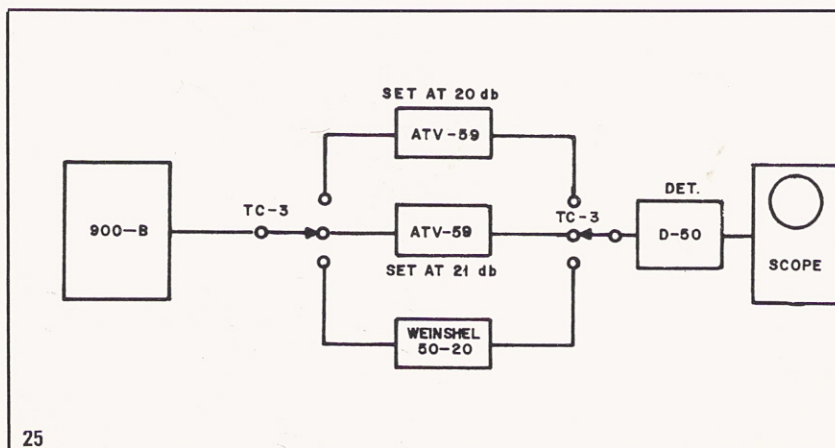 SET AT 20 db
ATV-59
900-B
TC-3
ATV-59
SET AT 21 db
TC-3
DET.
D-50
SCOPE
WEINSHEL
50-20
25